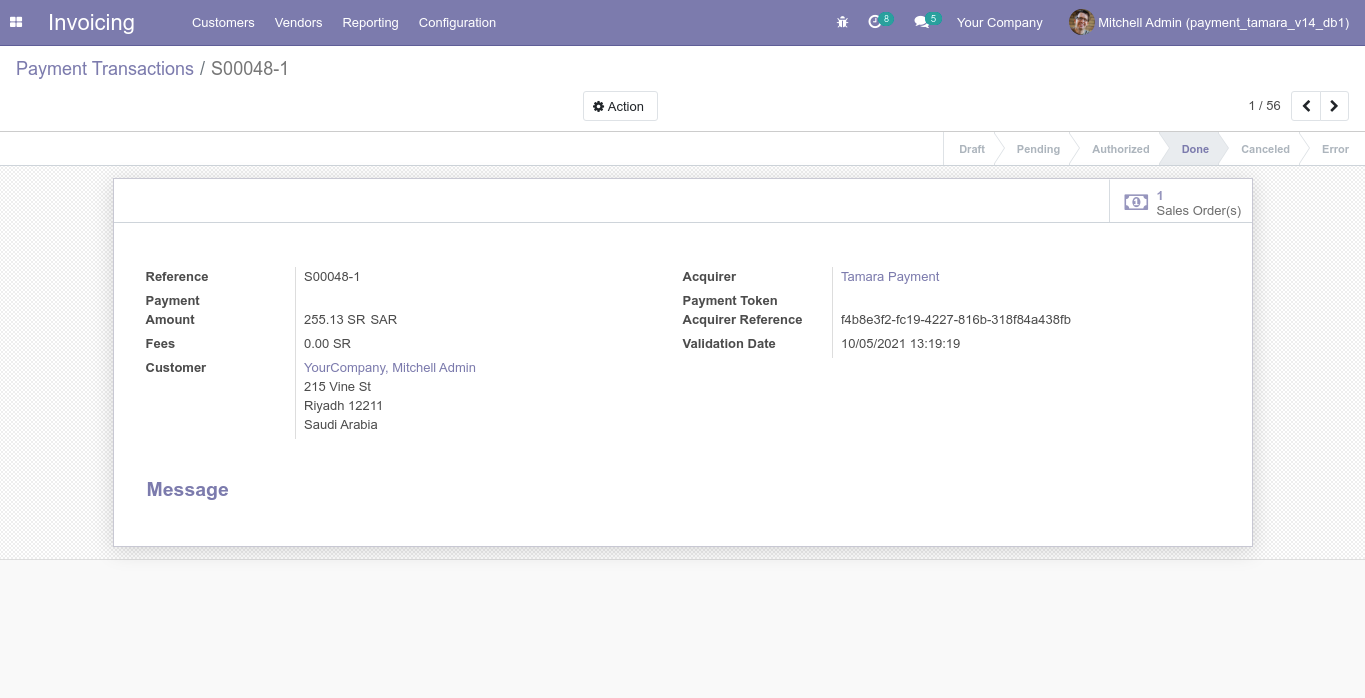 Invoicing Customers Vendors Reporting Configuration 8 5 Your Company Mitchell Admin (payment_tamara_v14_db1)
Payment Transactions / S00048-1
Action 1 / 56
Draft Pending Authorized Done Canceled Error
1
Sales Order(s)
Reference S00048-1 Acquirer Tamara Payment
Payment Payment Token
Amount 255.13 SR SAR Acquirer Reference f4b8e3f2-fc19-4227-816b-318f84a438fb
Fees 0.00 SR Validation Date 10/05/2021 13:19:19
Customer YourCompany, Mitchell Admin
215 Vine St
Riyadh 12211
Saudi Arabia
Message